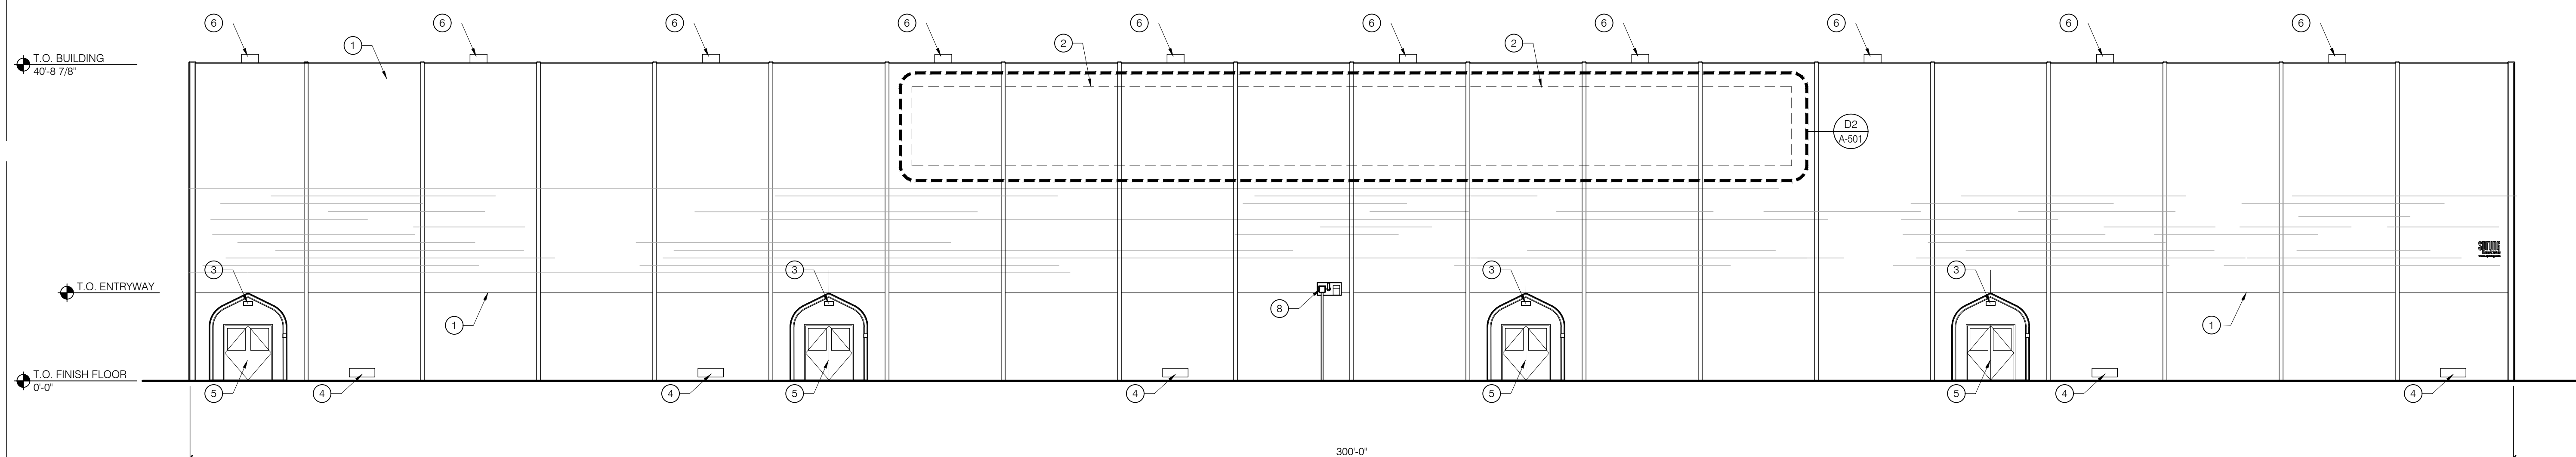 6 6 6 6 6 6 6 6 6 6
1 2 2
T.O. BUILDING
40'-8 7/8"
D2
A-501
sprung
3 3 3 3
T.O. ENTRYWAY
8
1 1
T.O. FINISH FLOOR
0'-0"
5 4 4 5 4 5 5 4 4
300'-0"